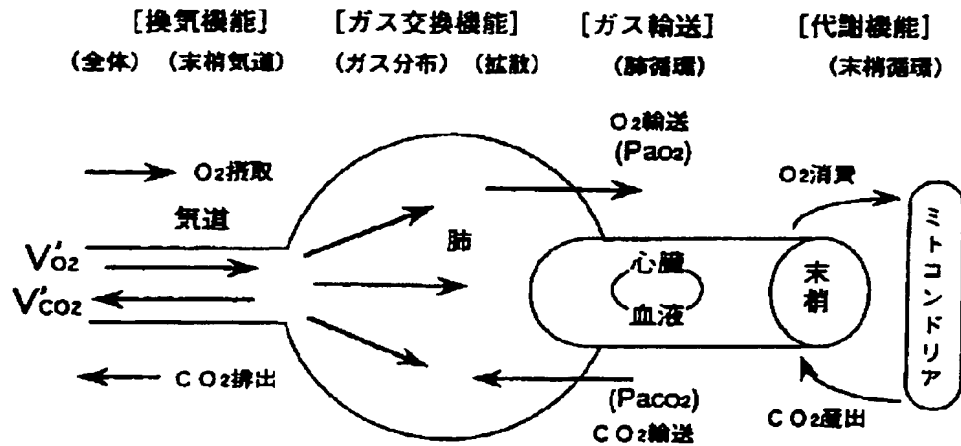 [換気機能] [ガス交換機能] [ガス輸送] [代謝機能]
(全体) (末梢気道) (ガス分布) (拡散) (肺循環) (末梢循環)
O2輸送
(Pao2)
O2摂取
O2消費
気道
肺
V'O2
V'CO2
心臓
血液
末梢
ミトコンドリア
CO2排出
(Paco2)
CO2輸送
CO2産出